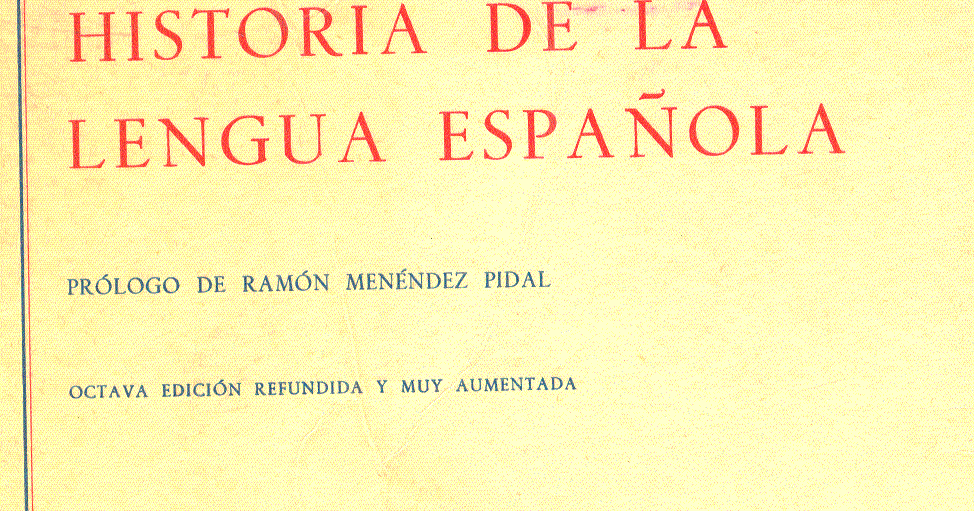 HISTORIA DE LA
LENGUA ESPAÑOLA
PRÓLOGO DE RAMÓN MENÉNDEZ PIDAL
OCTAVA EDICIÓN REFUNDIDA Y MUY AUMENTADA